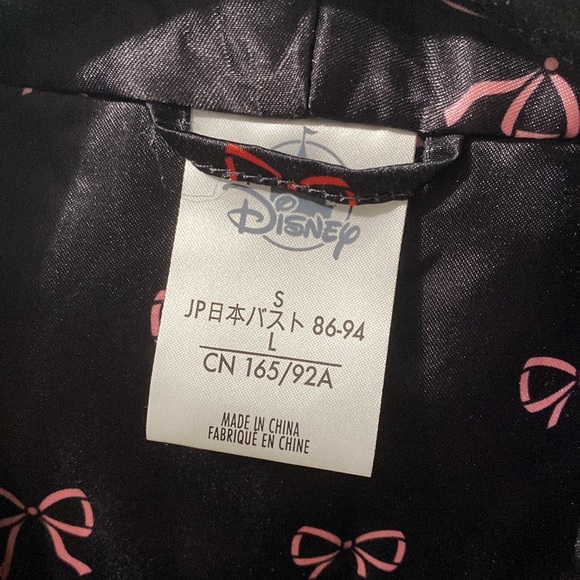 Disney
S
JP日本バスト 86-94
L
CN 165/92A
MADE IN CHINA
FABRIQUÉ EN CHINE